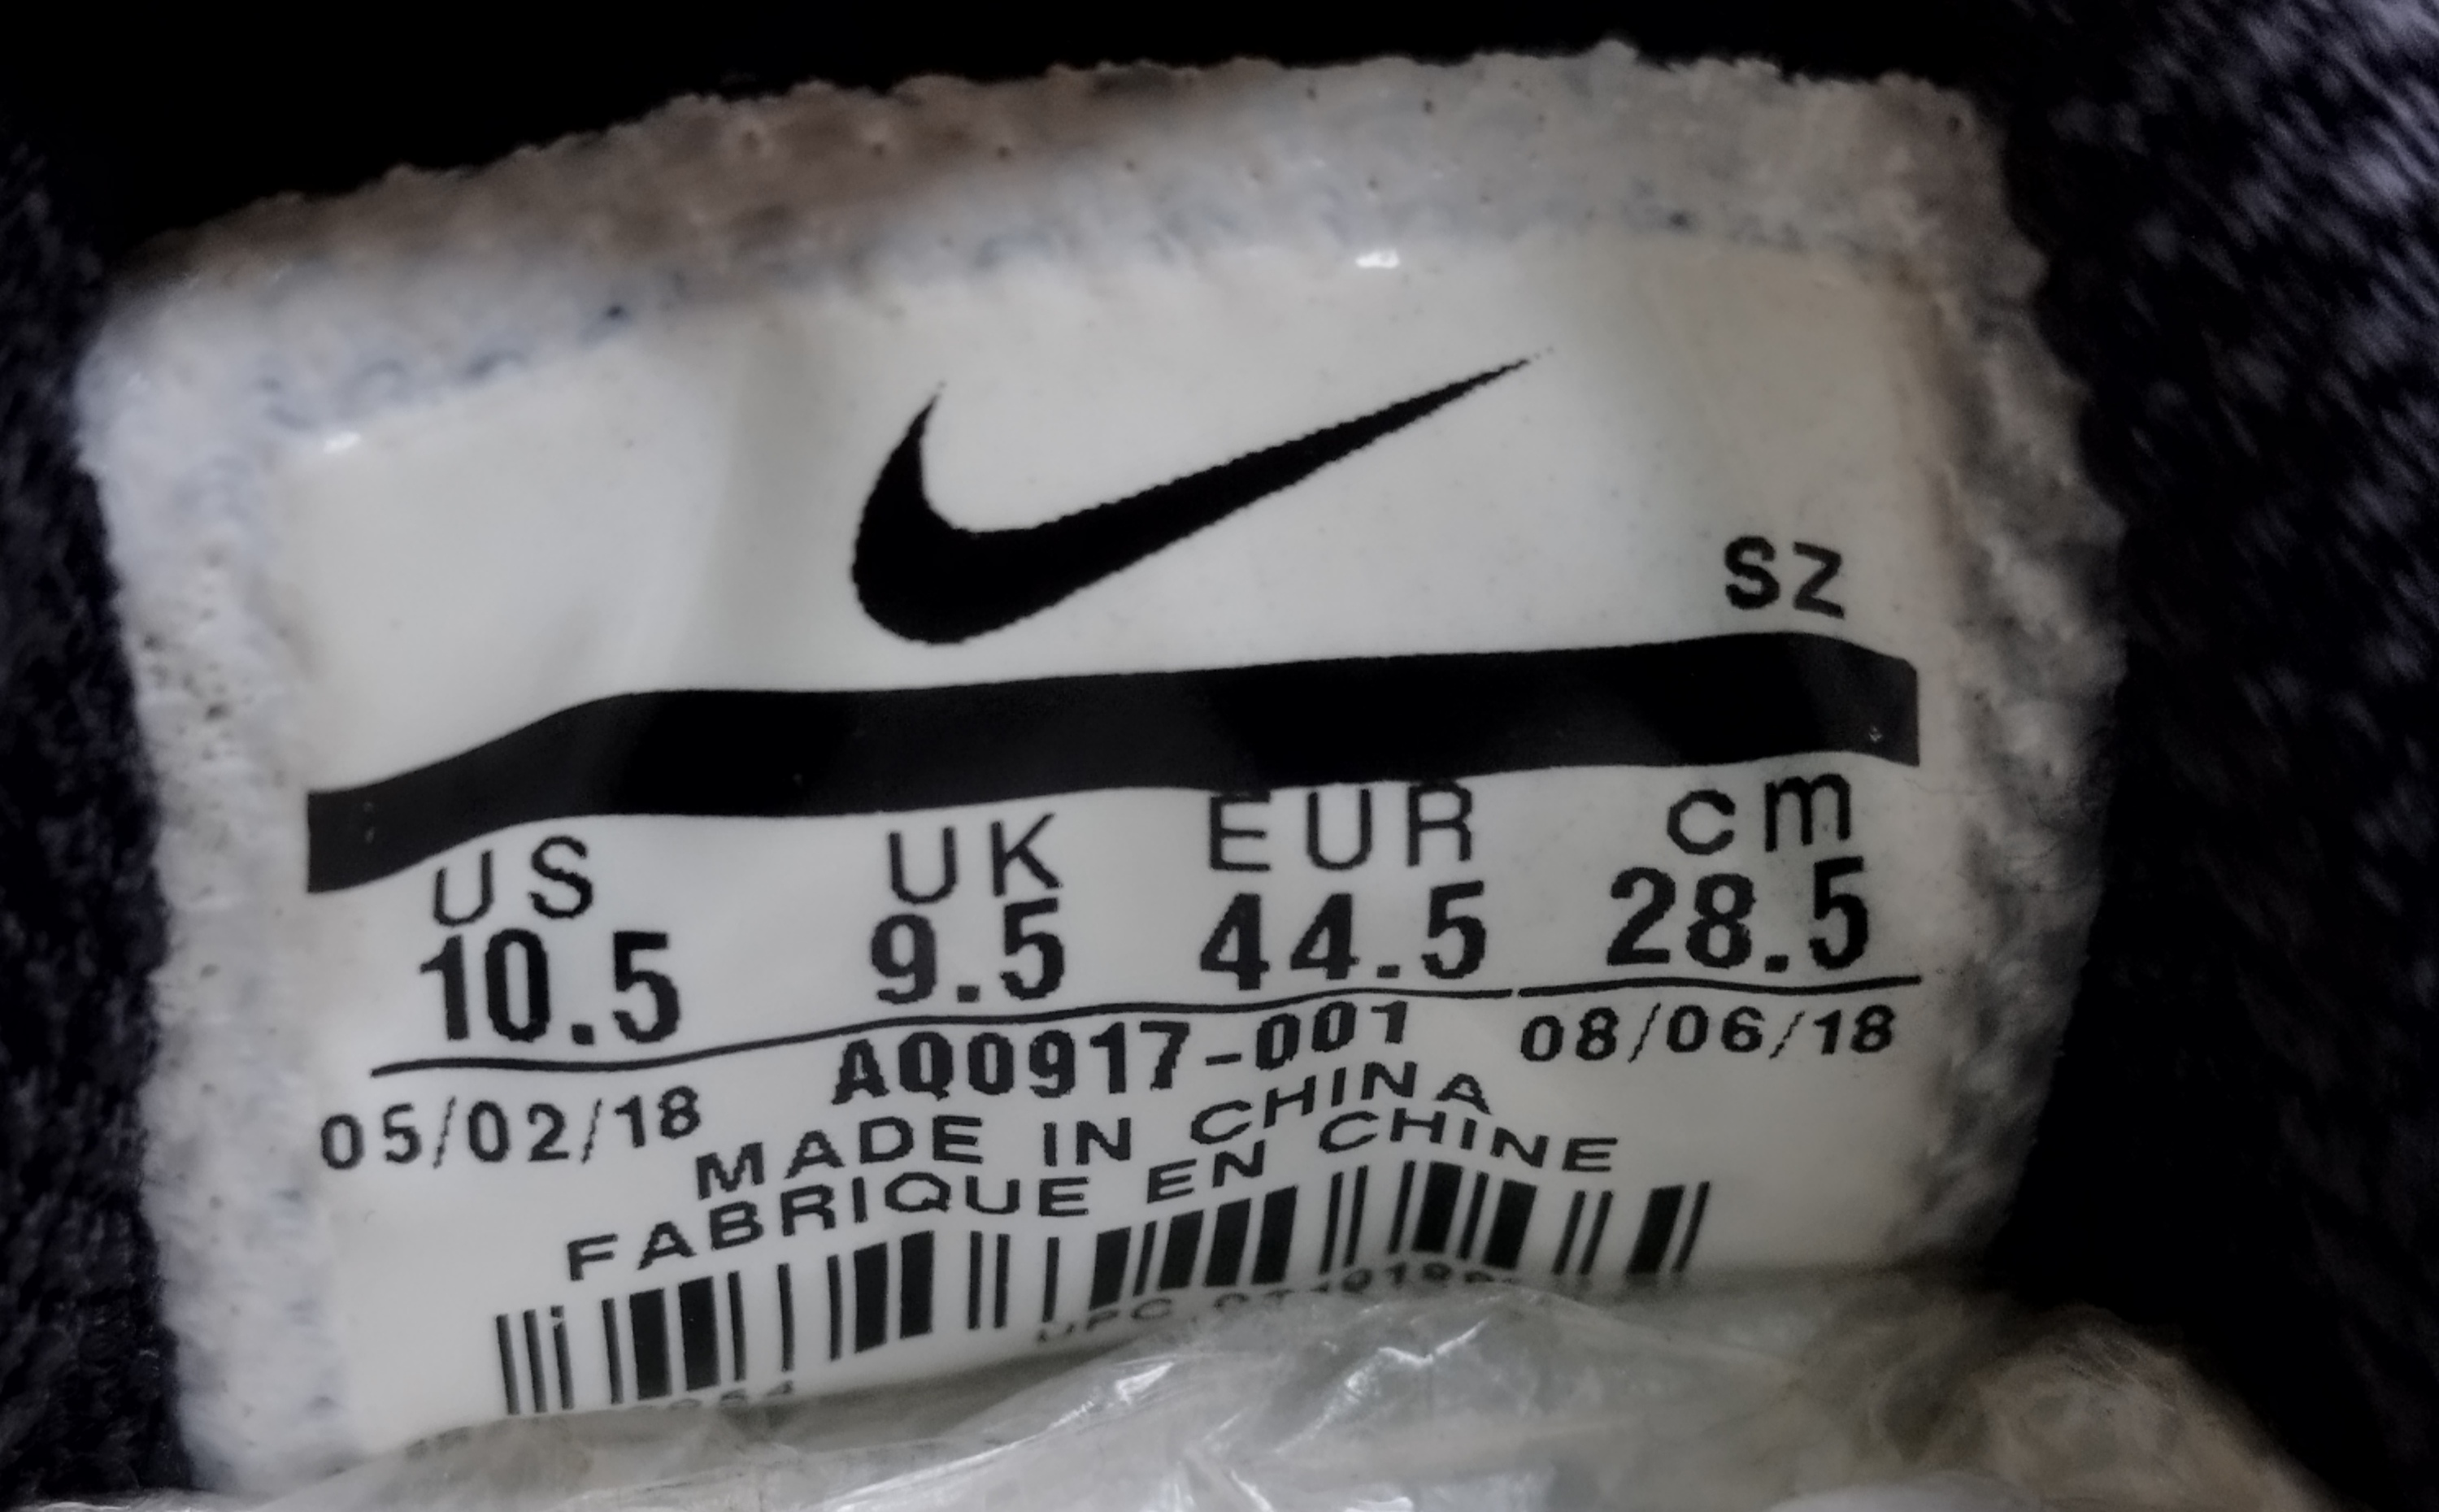 SZ
US UK EUR cm
10.5 9.5 44.5 28.5
05/02/18 AQ0917-001 08/06/18
MADE IN CHINA
FABRIQUE EN CHINE
UPC